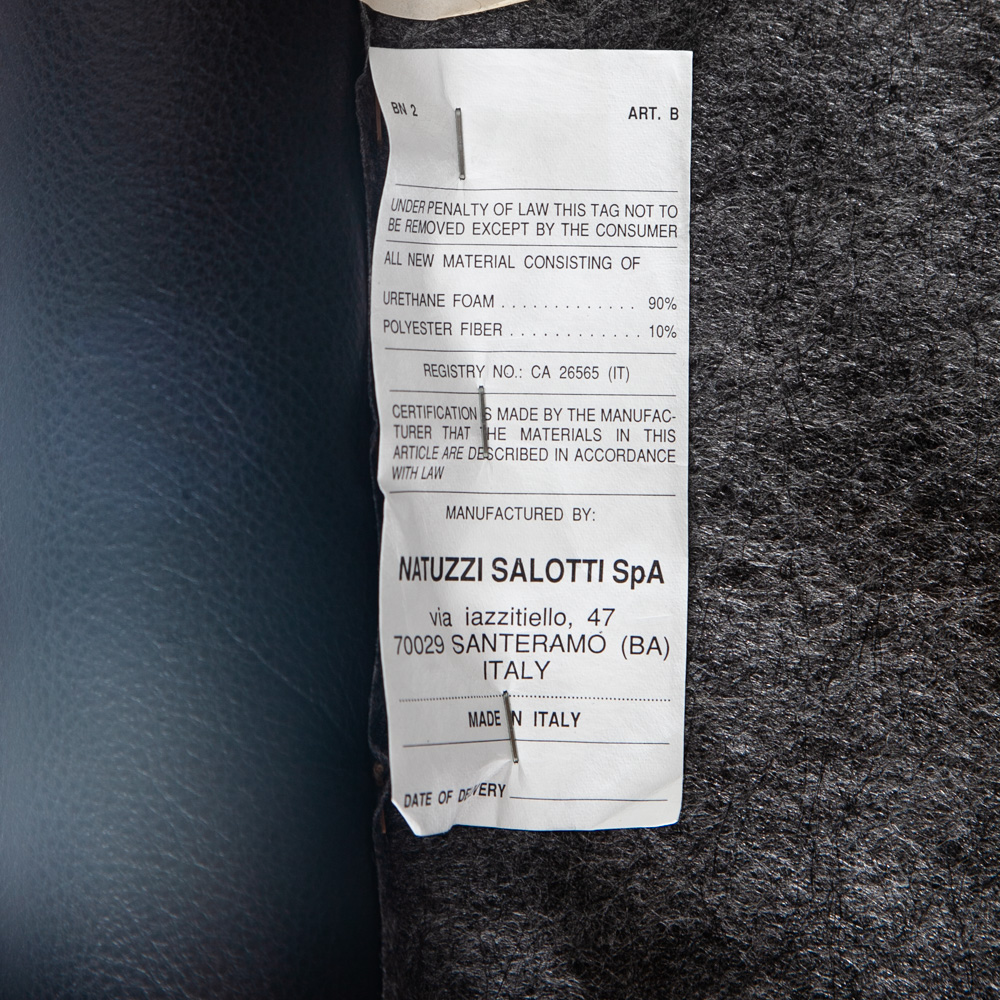 BN 2 ART. B
UNDER PENALTY OF LAW THIS TAG NOT TO
BE REMOVED EXCEPT BY THE CONSUMER
ALL NEW MATERIAL CONSISTING OF
URETHANE FOAM . . . . . . . . . . . . . 90%
POLYESTER FIBER . . . . . . . . . . . . 10%
REGISTRY NO.: CA 26565 (IT)
CERTIFICATION IS MADE BY THE MANUFAC-
TURER THAT THE MATERIALS IN THIS
ARTICLE ARE DESCRIBED IN ACCORDANCE
WITH LAW
MANUFACTURED BY:
NATUZZI SALOTTI SpA
via iazzitiello, 47
70029 SANTERAMO (BA)
ITALY
MADE IN ITALY
DATE OF DELIVERY